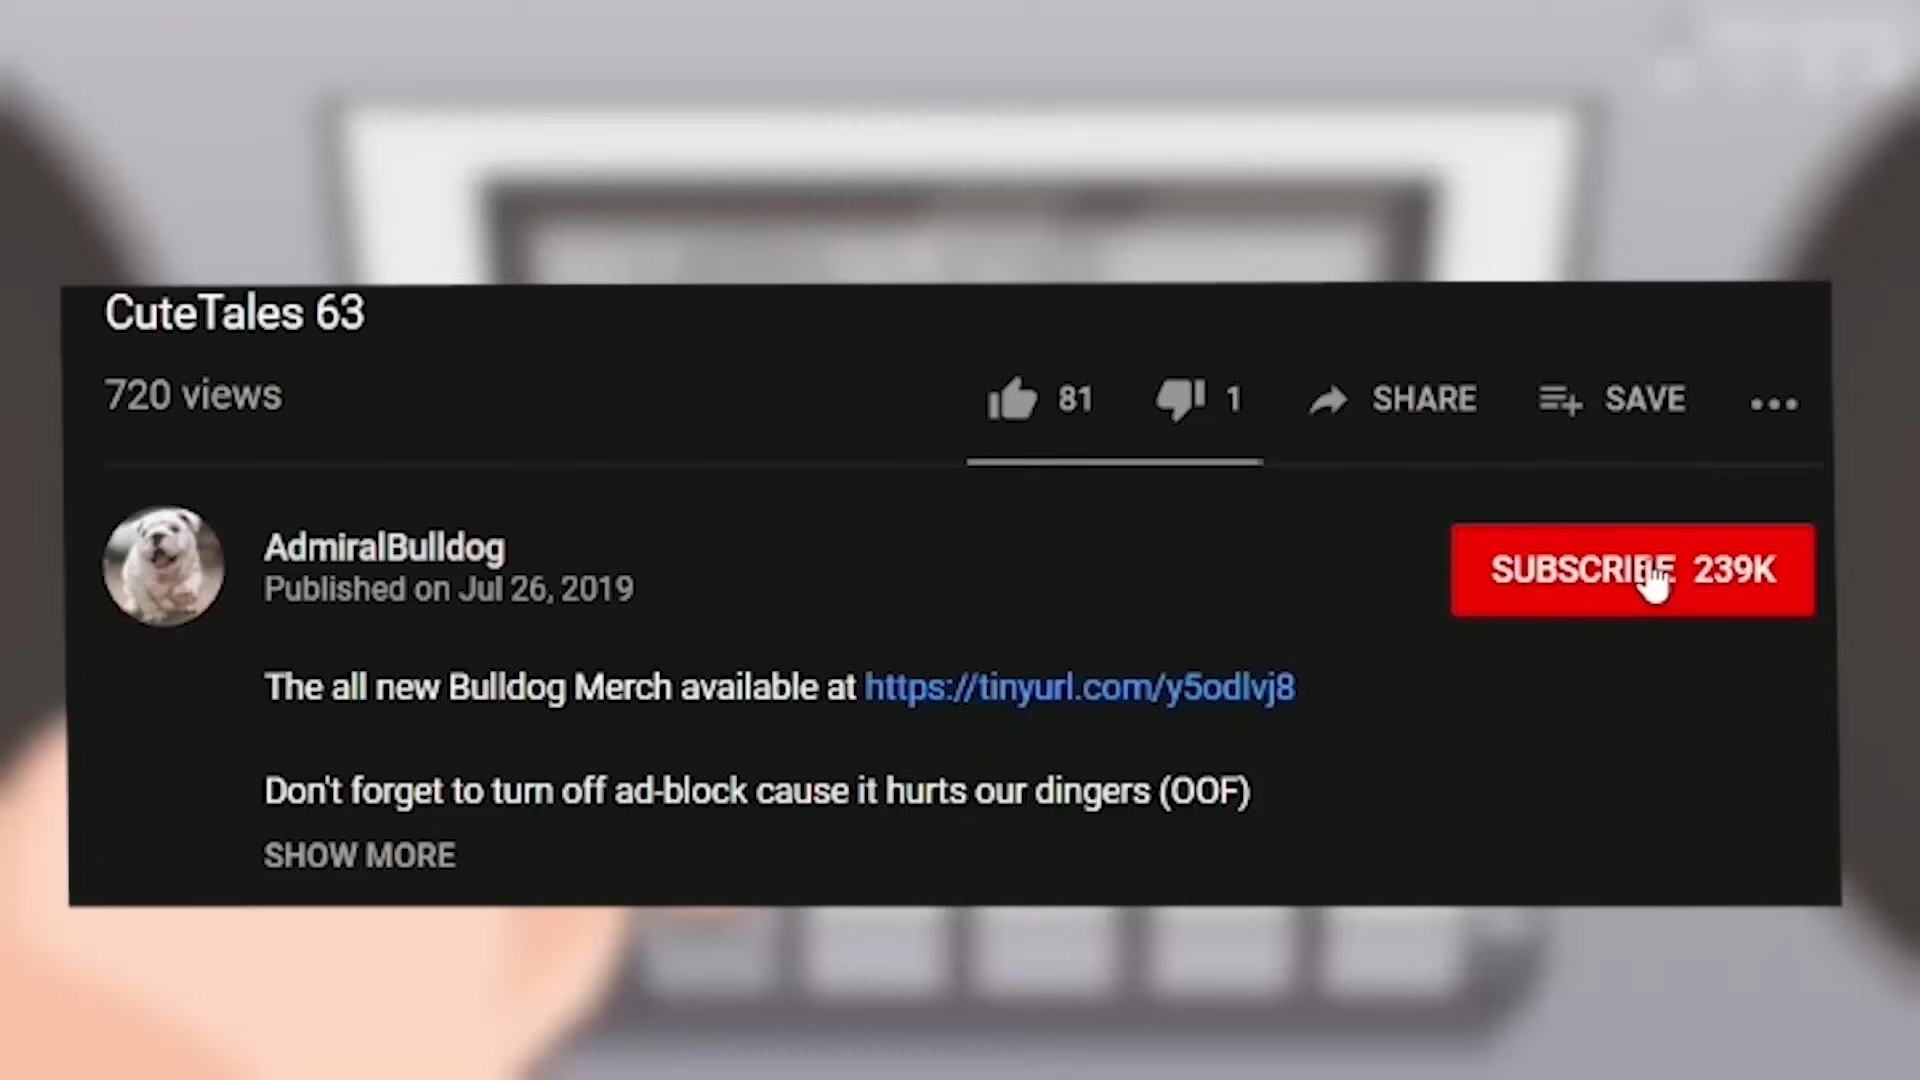 CuteTales 63
720 views
81
1
SHARE
SAVE
AdmiralBulldog
Published on Jul 26, 2019
SUBSCRIBE 239K
The all new Bulldog Merch available at https://tinyurl.com/y5odlvj8
Don't forget to turn off ad-block cause it hurts our dingers (OOF)
SHOW MORE